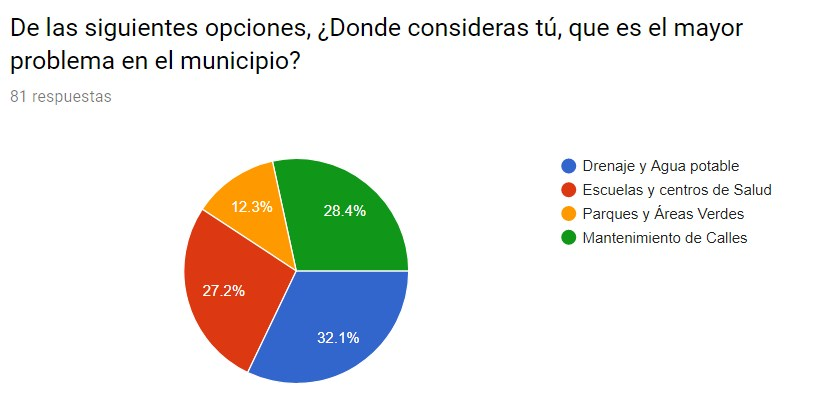 De las siguientes opciones, ¿Donde consideras tú, que es el mayor
problema en el municipio?
81 respuestas
Drenaje y Agua potable
Escuelas y centros de Salud
Parques y Áreas Verdes
Mantenimiento de Calles
12.3%
28.4%
27.2%
32.1%